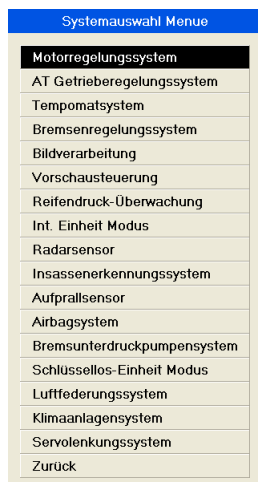 Systemauswahl Menue
Motorregelungssystem
AT Getrieberegelungssystem
Tempomatsystem
Bremsenregelungssystem
Bildverarbeitung
Vorschausteuerung
Reifendruck-Überwachung
Int. Einheit Modus
Radarsensor
Insassenerkennungssystem
Aufprallsensor
Airbagsystem
Bremsunterdruckpumpensystem
Schlüssellos-Einheit Modus
Luftfederungssystem
Klimaanlagensystem
Servolenkungssystem
Zurück